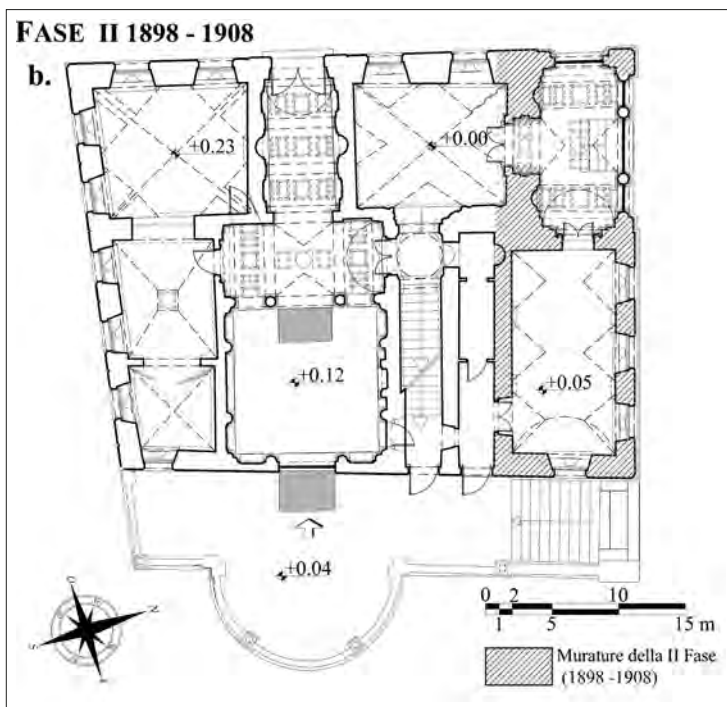 FASE II 1898 - 1908
b.
+0.23
+0.00
+0.12
+0.05
+0.04
O
N
S
0 2 10
1 5 15 m
Murature della II Fase
(1898 -1908)